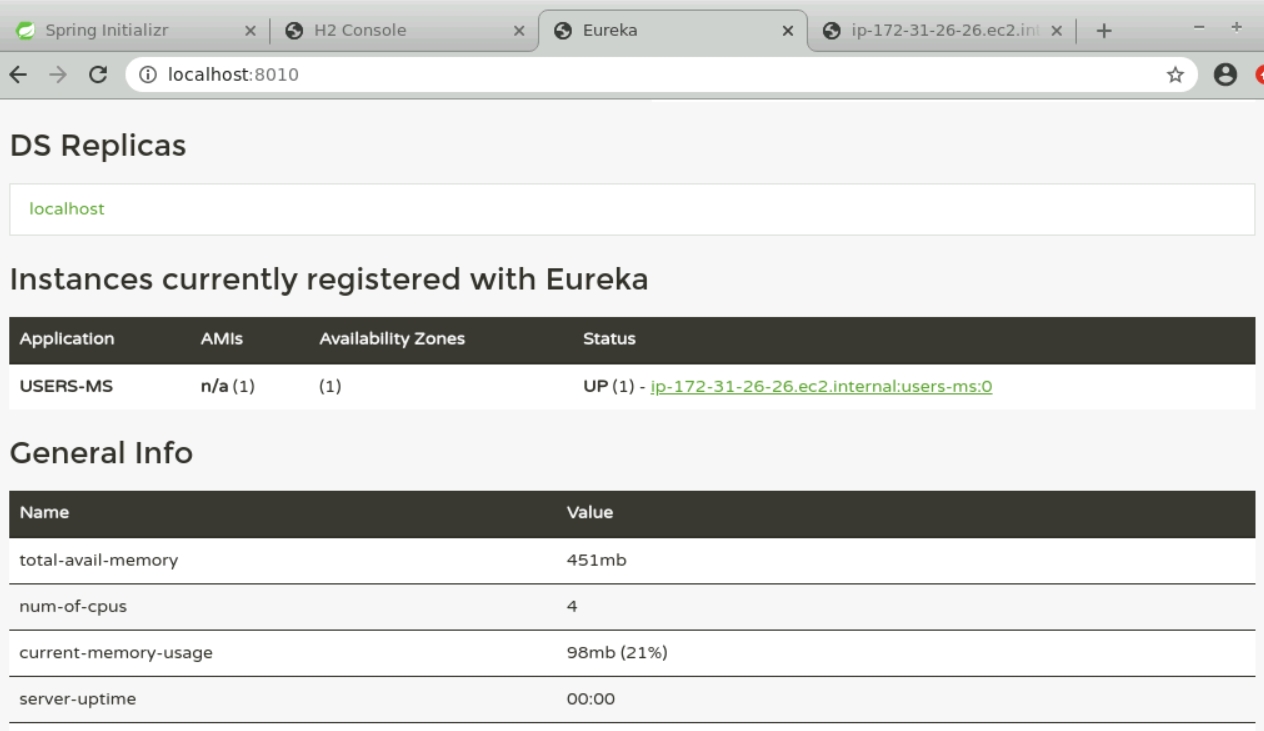 Spring Initializr
H2 Console
Eureka
ip-172-31-26-26.ec2.in
localhost:8010
DS Replicas
localhost
Instances currently registered with Eureka
Application AMIs Availability Zones Status
USERS-MS n/a (1) (1) UP (1) - ip-172-31-26-26.ec2.internal:users-ms:0
General Info
Name Value
total-avail-memory 451mb
num-of-cpus 4
current-memory-usage 98mb (21%)
server-uptime 00:00